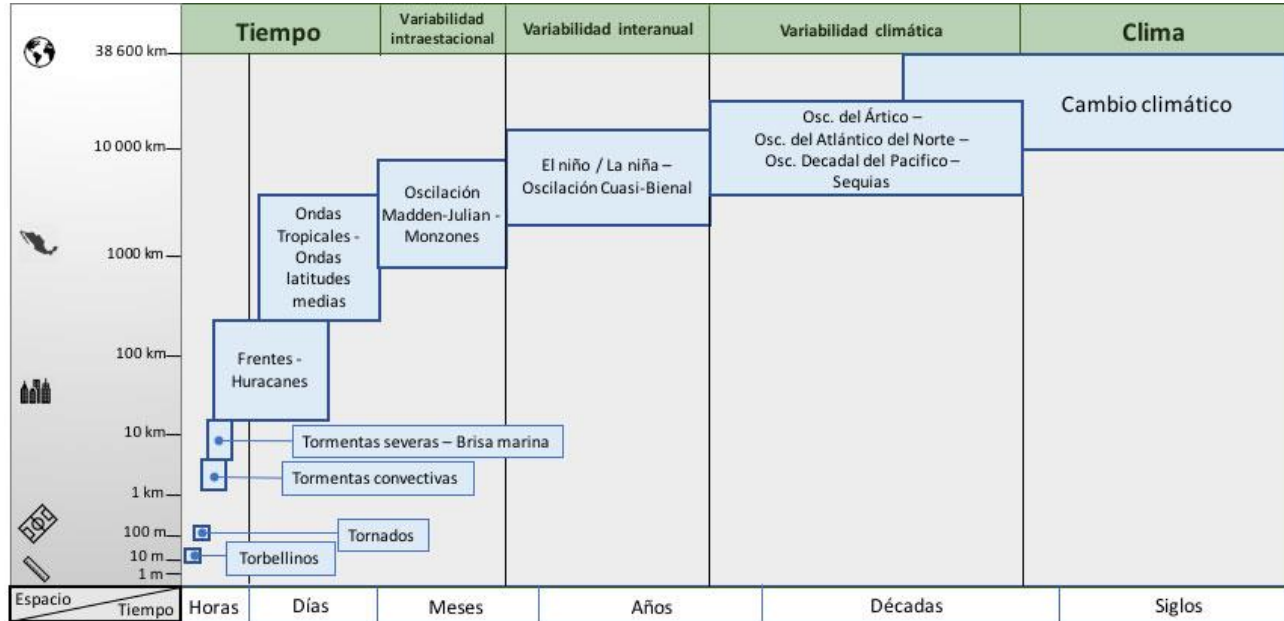 Tiempo
Variabilidad
intraestacional
Variabilidad interanual
Variabilidad climática
Clima
38 600 km
10 000 km
1000 km
100 km
10 km
1 km
100 m
10 m
1 m
Cambio climático
Osc. del Ártico –
Osc. del Atlántico del Norte –
Osc. Decadal del Pacifico –
Sequias
El niño / La niña –
Oscilación Cuasi-Bienal
Oscilación
Madden-Julian -
Monzones
Ondas
Tropicales -
Ondas
latitudes
medias
Frentes -
Huracanes
Tormentas severas – Brisa marina
Tormentas convectivas
Tornados
Torbellinos
Espacio
Tiempo
Horas
Días
Meses
Años
Décadas
Siglos